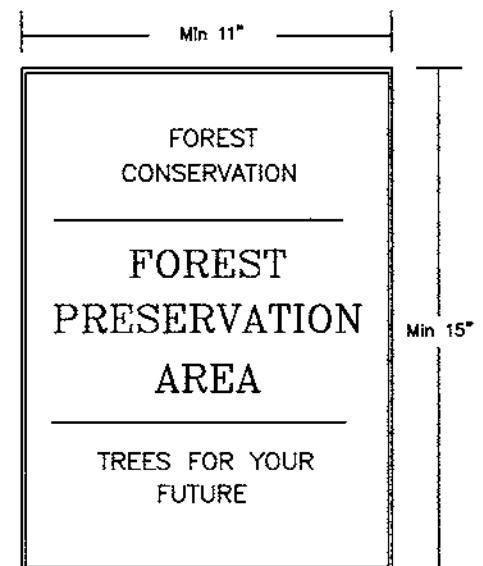 Min 11"
FOREST
CONSERVATION
FOREST
PRESERVATION
AREA
Min 15"
TREES FOR YOUR
FUTURE